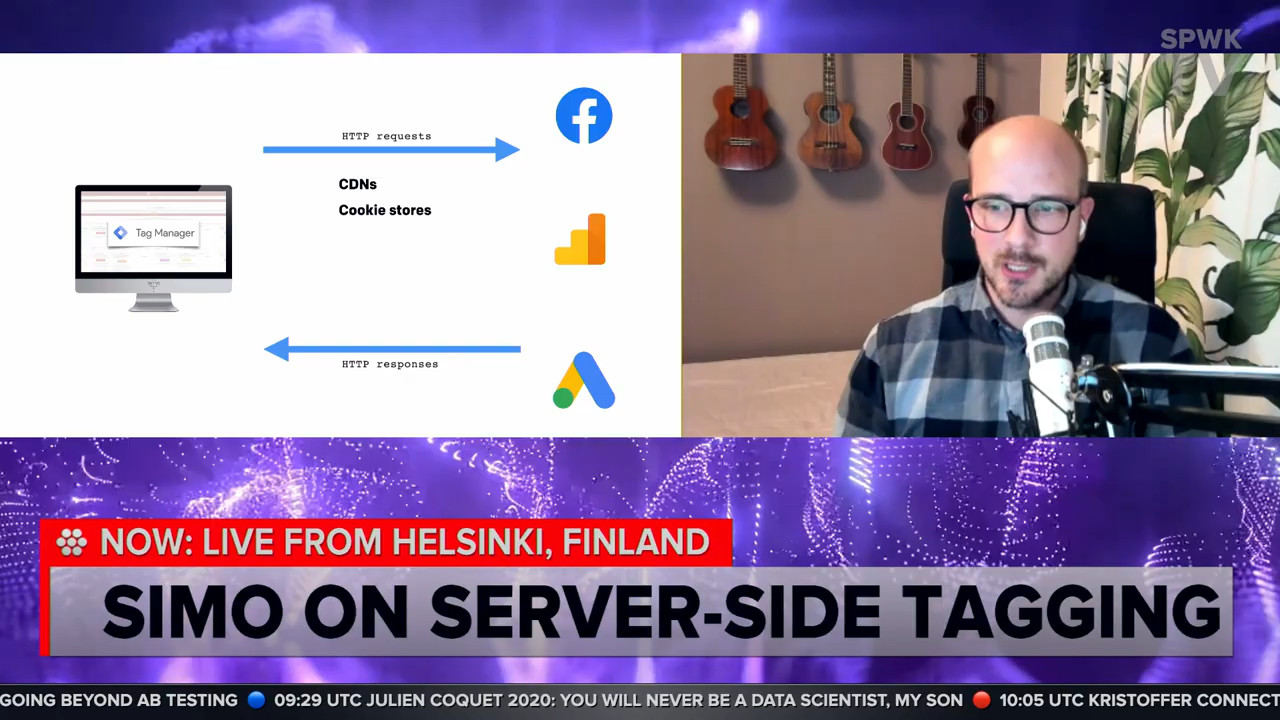 SPWK
TV
HTTP requests
CDNs
Cookie stores
Tag Manager
HTTP responses
NOW: LIVE FROM HELSINKI, FINLAND
SIMO ON SERVER-SIDE TAGGING
GOING BEYOND AB TESTING 09:29 UTC JULIEN COQUET 2020: YOU WILL NEVER BE A DATA SCIENTIST, MY SON 10:05 UTC KRISTOFFER CONNECT